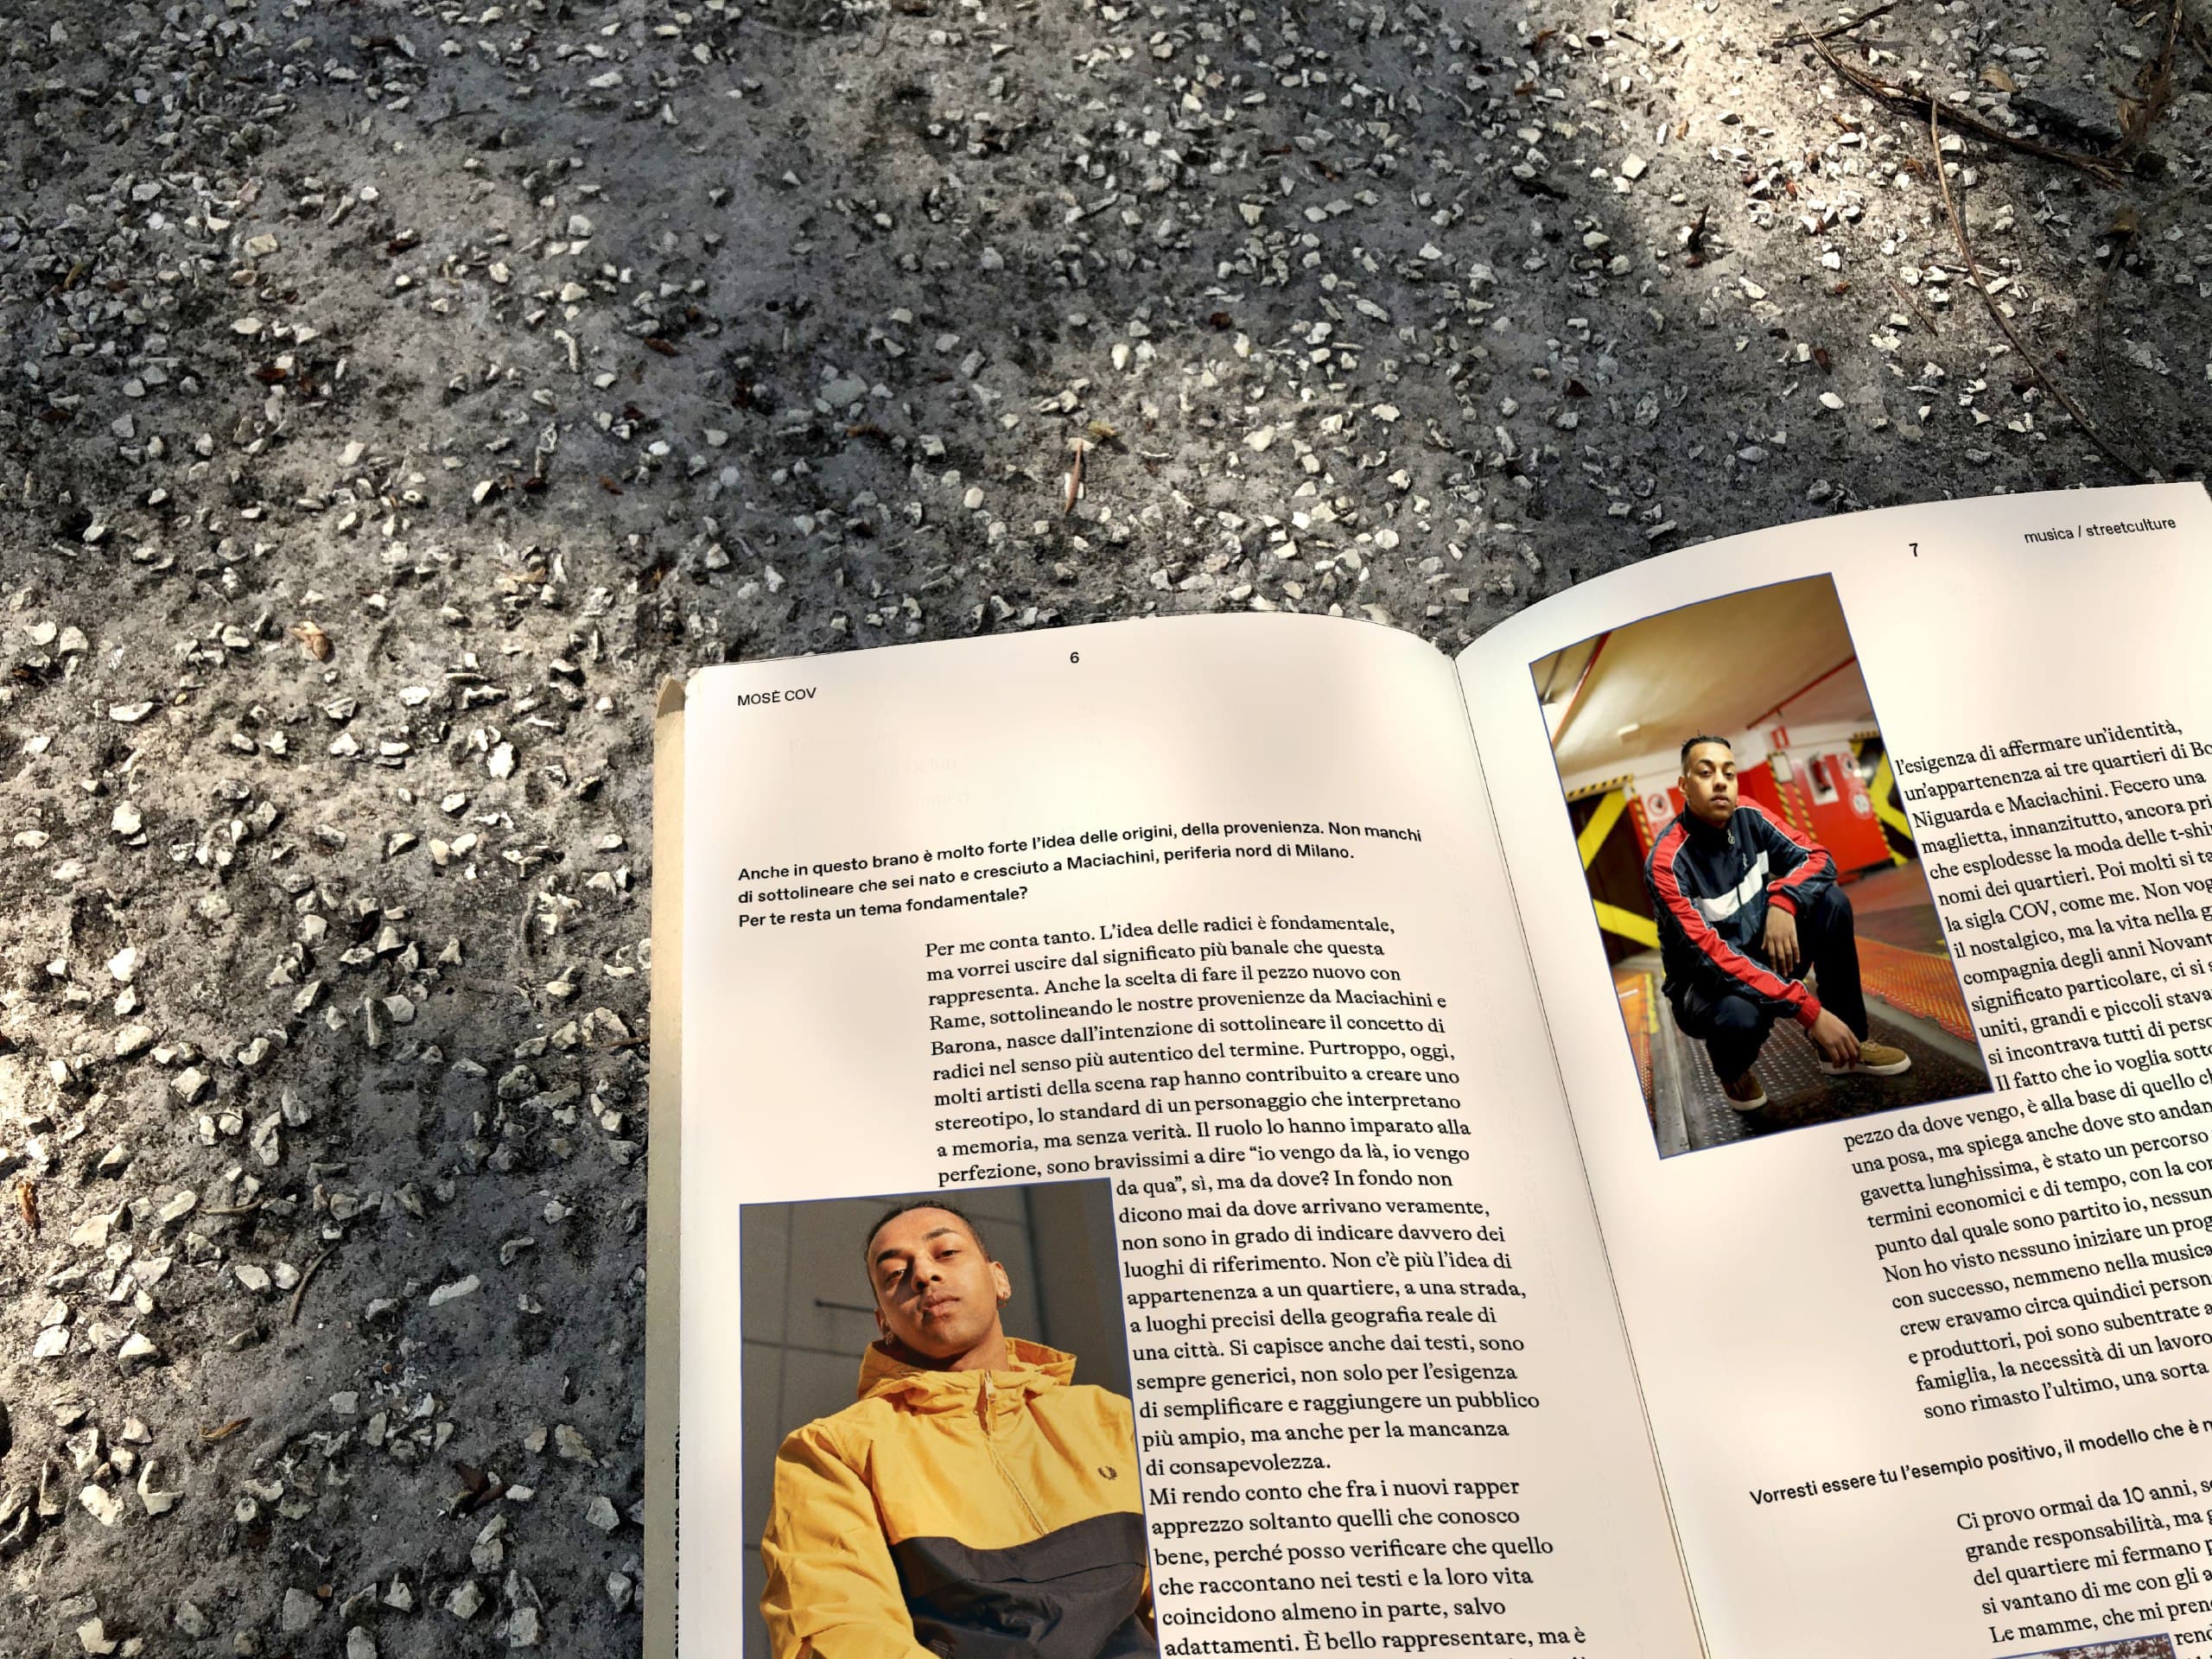 6
MOSÈ COV
Anche in questo brano è molto forte l'idea delle origini, della provenienza. Non manchi
di sottolineare che sei nato e cresciuto a Maciachini, periferia nord di Milano.
Per te resta un tema fondamentale?
Per me conta tanto. L'idea delle radici è fondamentale,
ma vorrei uscire dal significato più banale che questa
rappresenta. Anche la scelta di fare il pezzo nuovo con
Rame, sottolineando le nostre provenienze da Maciachini e
Barona, nasce dall'intenzione di sottolineare il concetto di
radici nel senso più autentico del termine. Purtroppo, oggi,
molti artisti della scena rap hanno contribuito a creare uno
stereotipo, lo standard di un personaggio che interpretano
a memoria, ma senza verità. Il ruolo lo hanno imparato alla
perfezione, sono bravissimi a dire “io vengo da là, io vengo
da qua”, sì, ma da dove? In fondo non
dicono mai da dove arrivano veramente,
non sono in grado di indicare davvero dei
luoghi di riferimento. Non c'è più l'idea di
appartenenza a un quartiere, a una strada,
a luoghi precisi della geografia reale di
una città. Si capisce anche dai testi, sono
sempre generici, non solo per l'esigenza
di semplificare e raggiungere un pubblico
più ampio, ma anche per la mancanza
di consapevolezza.
Mi rendo conto che fra i nuovi rapper
apprezzo soltanto quelli che conosco
bene, perché posso verificare che quello
che raccontano nei testi e la loro vita
coincidono almeno in parte, salvo
adattamenti. È bello rappresentare, ma è
7
musica / streetculture
l'esigenza di affermare un'identità,
un'appartenenza ai tre quartieri di
Niguarda e Maciachini. Fecero una
maglietta, innanzitutto, ancora
che esplodesse la moda delle
nomi dei quartieri. Poi molti si
la sigla COV, come me. Non
il nostalgico, ma la vita nella
compagnia degli anni
significato particolare, ci si
uniti, grandi e piccoli
si incontrava tutti di
Il fatto che io voglia
pezzo da dove vengo, è alla base di quello
una posa, ma spiega anche dove sto
gavetta lunghissima, è stato un percorso
termini economici e di tempo, con la
punto dal quale sono partito io,
Non ho visto nessuno iniziare un
con successo, nemmeno nella musica
crew eravamo circa quindici
e produttori, poi sono subentrate
famiglia, la necessità di un lavoro
sono rimasto l'ultimo, una sorta
Vorresti essere tu l'esempio positivo, il modello che è
Ci provo ormai da 10 anni,
grande responsabilità, ma
del quartiere mi fermano
si vantano di me con gli
Le mamme, che mi